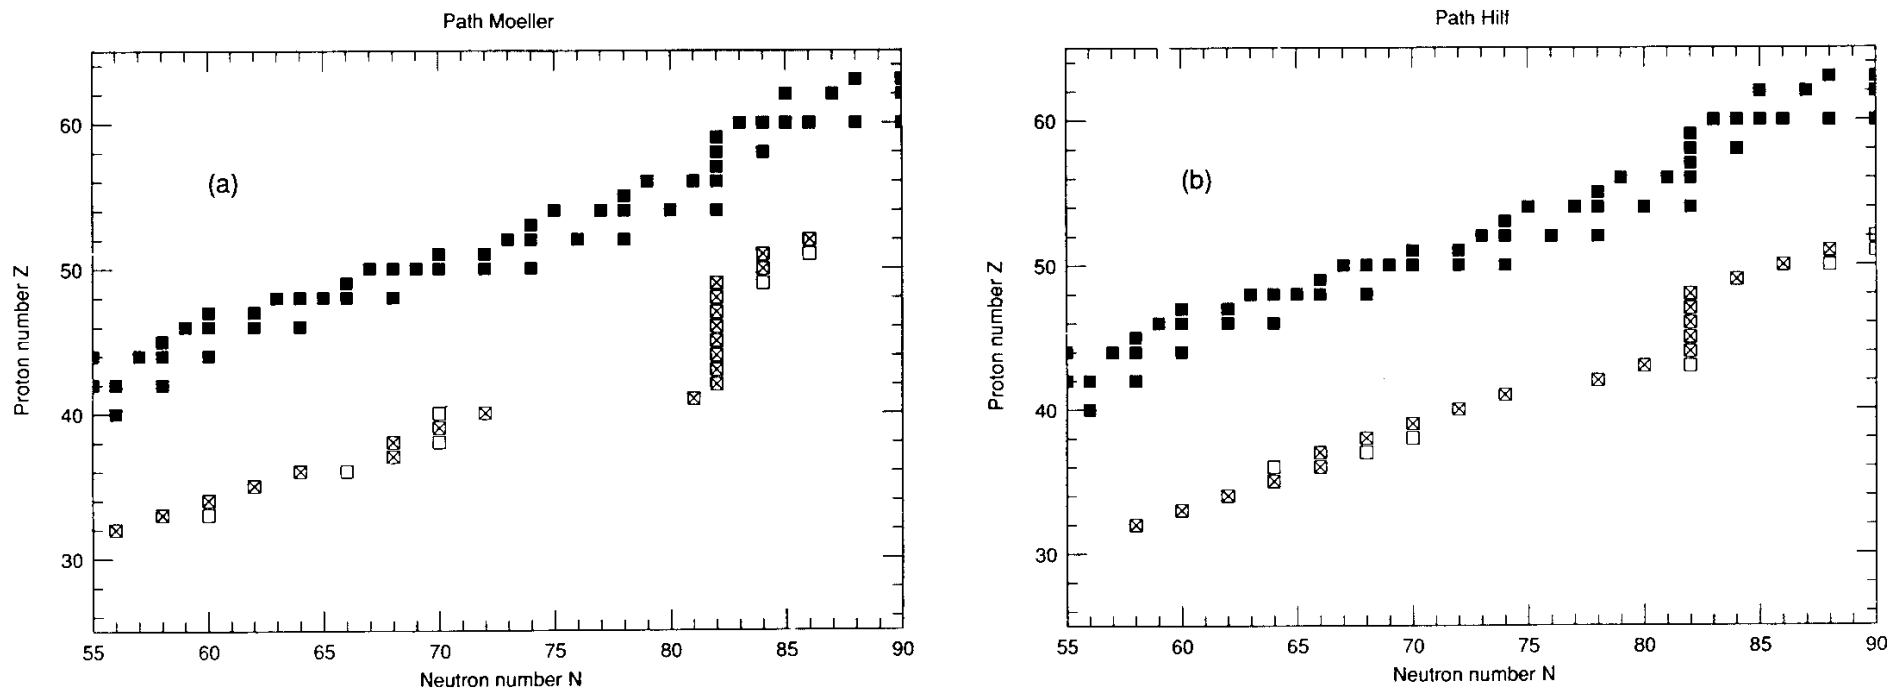 Path Moeller
60
50
40
30
Proton number Z
(a)
55 60 65 70 75 80 85 90
Neutron number N
Path Hilf
60
50
40
30
Proton number Z
(b)
55 60 65 70 75 80 85 90
Neutron number N